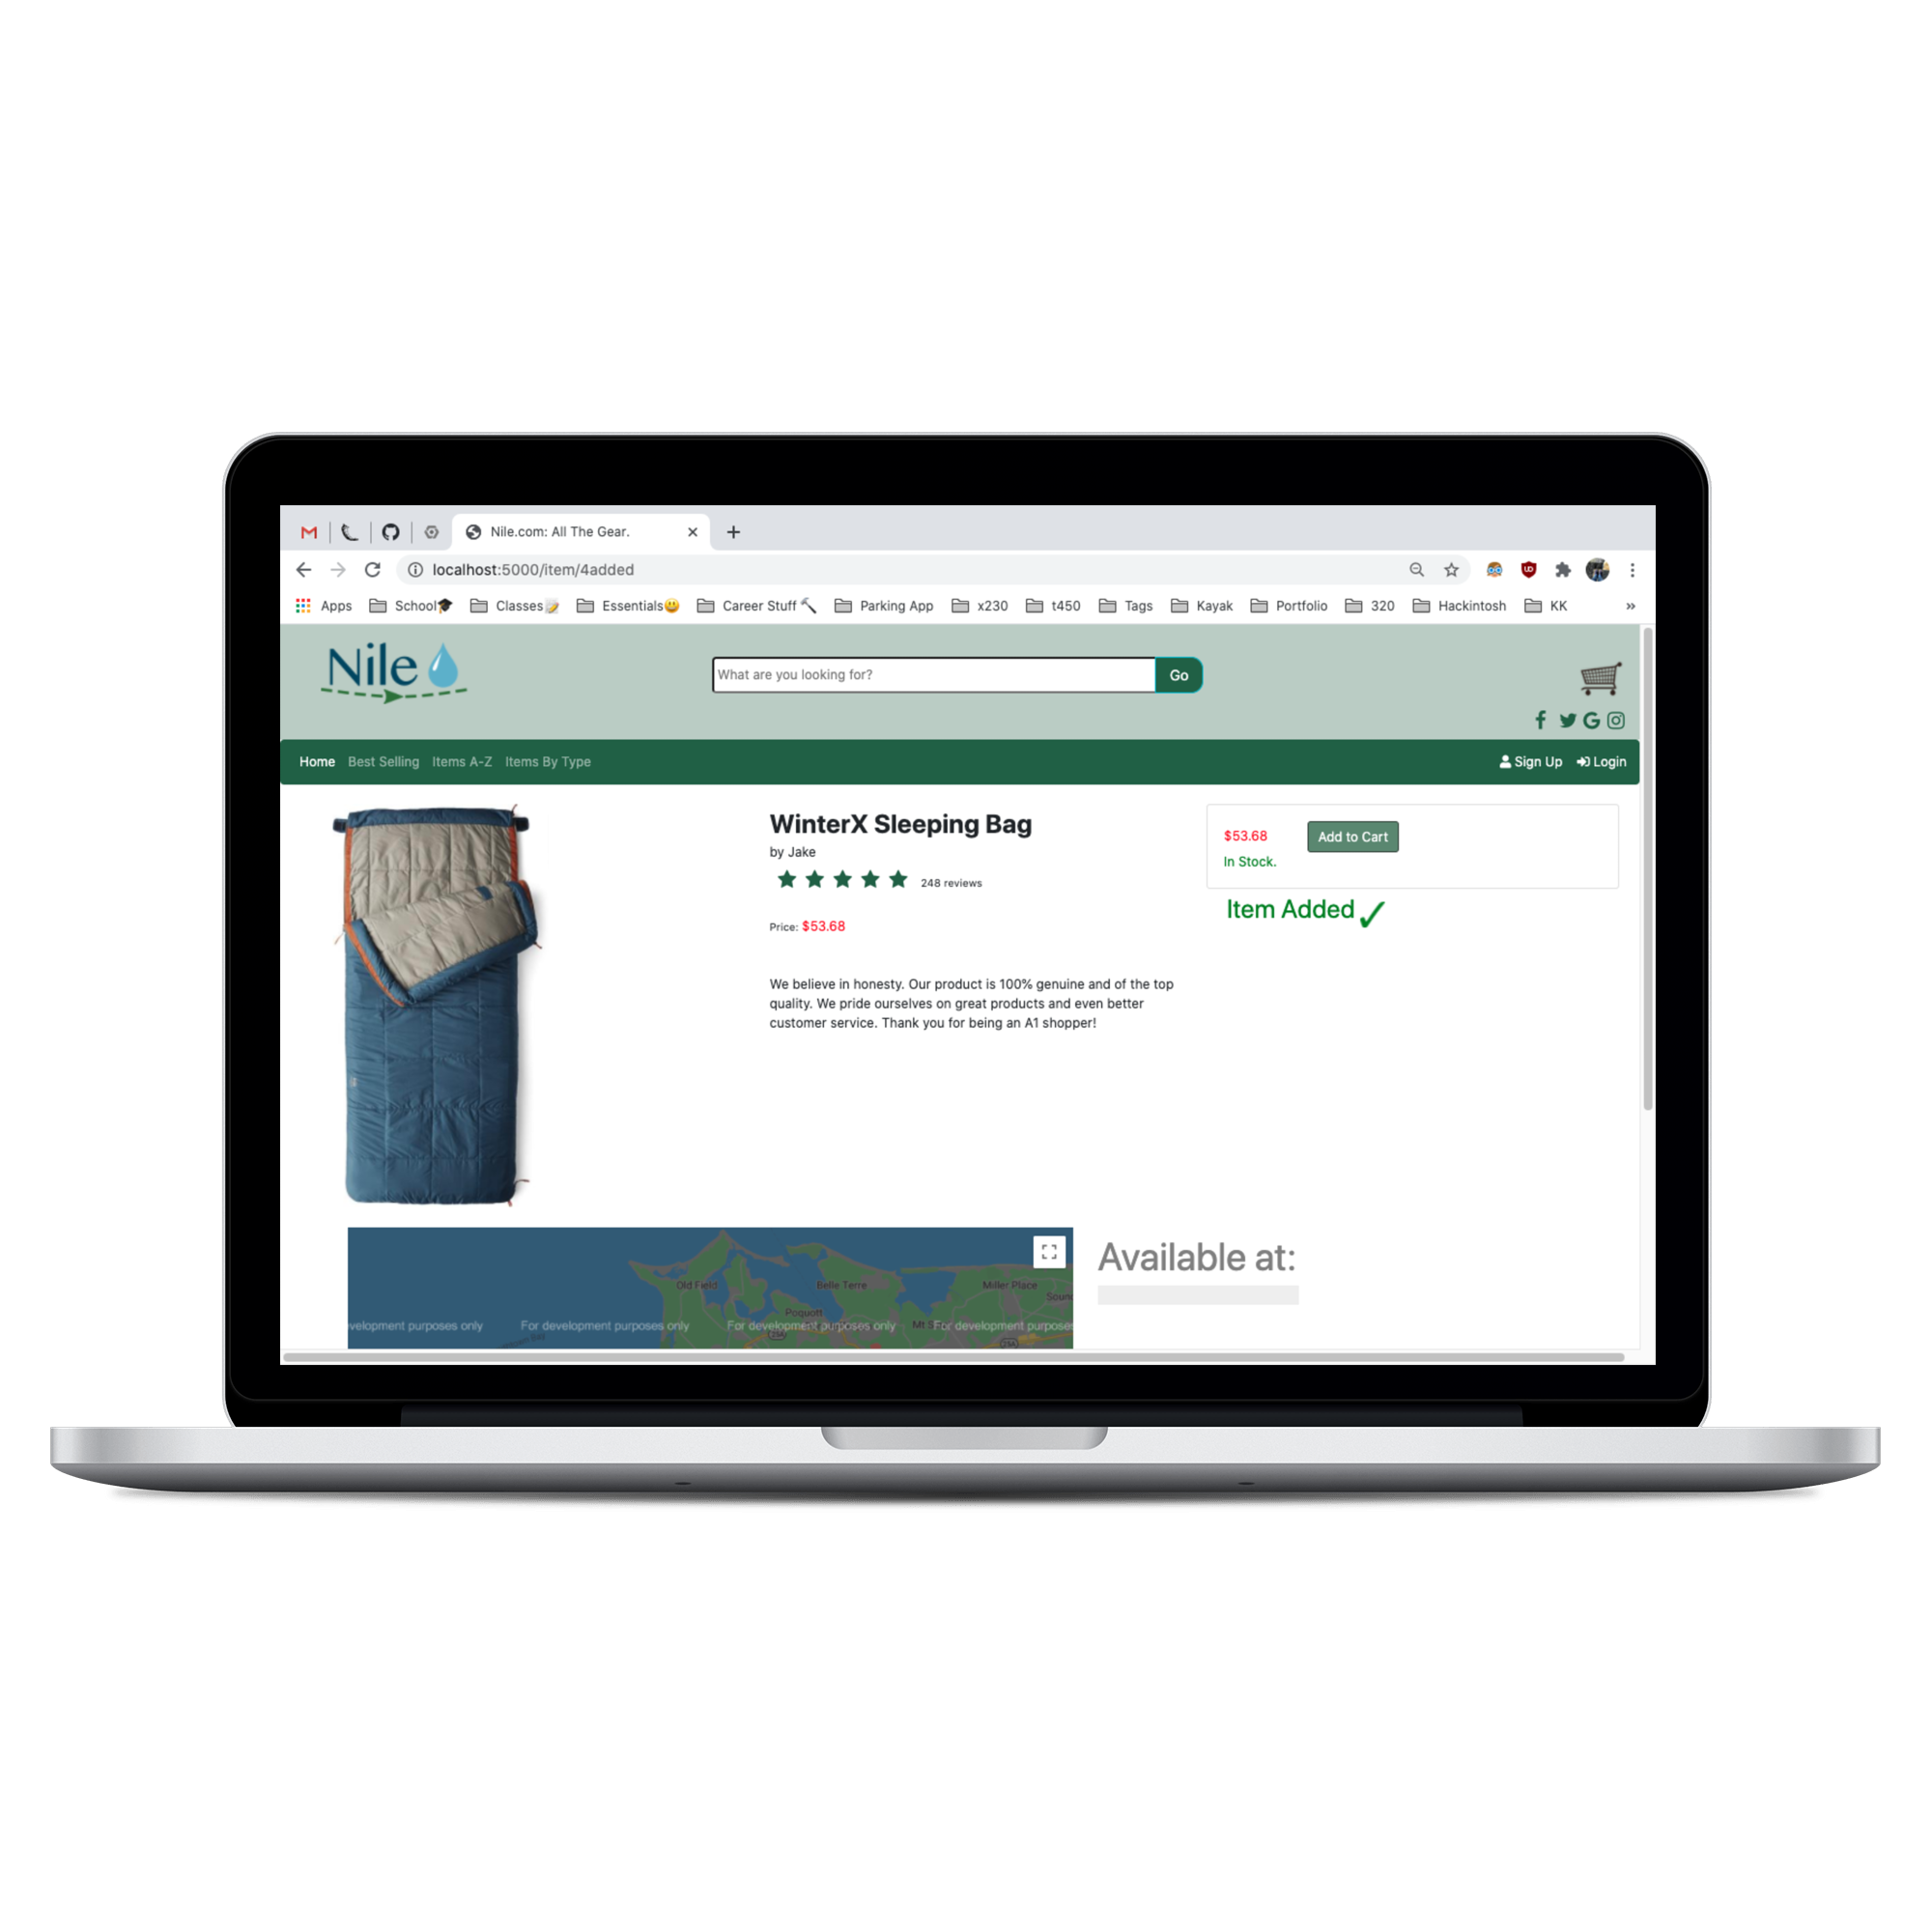 Nile.com: All The Gear.
localhost:5000/item/4added
Apps School Classes Essentials Career Stuff Parking App x230 t450 Tags Kayak Portfolio 320 Hackintosh KK »
Nile
What are you looking for? Go
Home Best Selling Items A-Z Items By Type Sign Up Login
WinterX Sleeping Bag
by Jake
248 reviews
Price: $53.68
We believe in honesty. Our product is 100% genuine and of the top
quality. We pride ourselves on great products and even better
customer service. Thank you for being an A1 shopper!
$53.68 Add to Cart
In Stock.
Item Added ✓
Old Field Belle Terre Miller Place
Poquott Soun
velopment purposes only For development purposes only For development purposes only Mt S For development purposes
25A 25A
Available at: